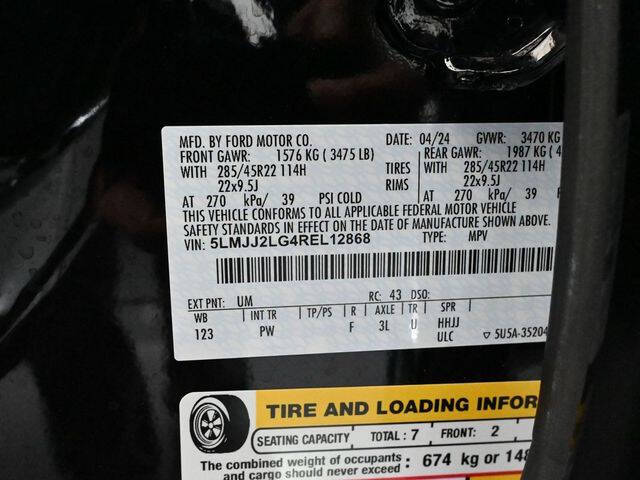 MFD. BY FORD MOTOR CO. DATE: 04/24 GVWR: 3470 KG
FRONT GAWR: 1576 KG ( 3475 LB) REAR GAWR: 1987 KG ( 4
WITH 285/45R22 114H TIRES WITH 285/45R22 114H
22x9.5J RIMS 22x9.5J
AT 270 kPa/ 39 PSI COLD AT 270 kPa/ 39
THIS VEHICLE CONFORMS TO ALL APPLICABLE FEDERAL MOTOR VEHICLE
SAFETY STANDARDS IN EFFECT ON THE DATE OF MANUFACTURE SHOWN ABOVE.
VIN: 5LMJJ2LG4REL12868 TYPE: MPV
EXT PNT: UM RC: 43 DSO:
WB INT TR TP/PS R AXLE TR SPR
123 PW F 3L U HHJJ
ULC ▽ 5U5A-35204
TIRE AND LOADING INFOR
SEATING CAPACITY TOTAL : 7 FRONT: 2
The combined weight of occupants
and cargo should never exceed : 674 kg or 148